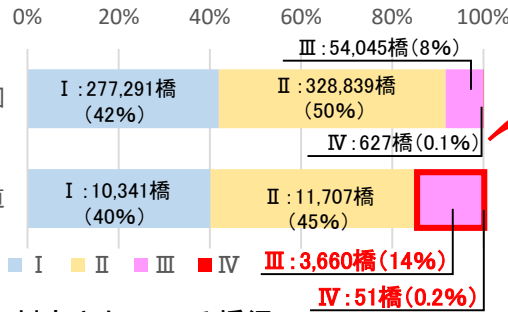 0% 20% 40% 60% 80% 100%
Ⅲ:54,045橋(8%)
Ⅰ:277,291橋
(42%)
Ⅱ:328,839橋
(50%)
Ⅳ:627橋(0.1%)
Ⅰ:10,341橋
(40%)
Ⅱ:11,707橋
(45%)
Ⅰ Ⅱ Ⅲ Ⅳ
Ⅲ:3,660橋(14%)
Ⅳ:51橋(0.2%)